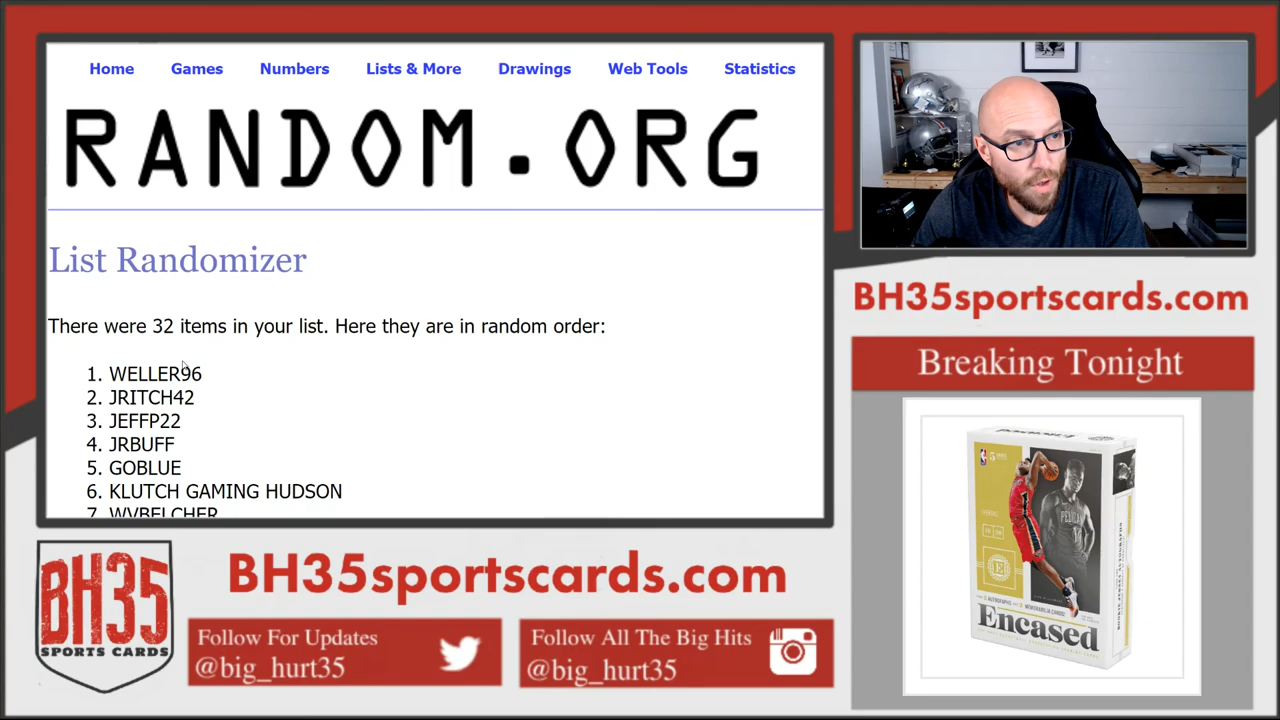 Home Games Numbers Lists & More Drawings Web Tools Statistics
RANDOM.ORG
List Randomizer
There were 32 items in your list. Here they are in random order:
1. WELLER96
2. JRITCH42
3. JEFFP22
4. JRBUFF
5. GOBLUE
6. KLUTCH GAMING HUDSON
7. WVBELCHER
BH35sportscards.com
Breaking Tonight
PELICANS
Encased
BH35
SPORTS CARDS
BH35sportscards.com
Follow For Updates
@big_hurt35
Follow All The Big Hits
@big_hurt35